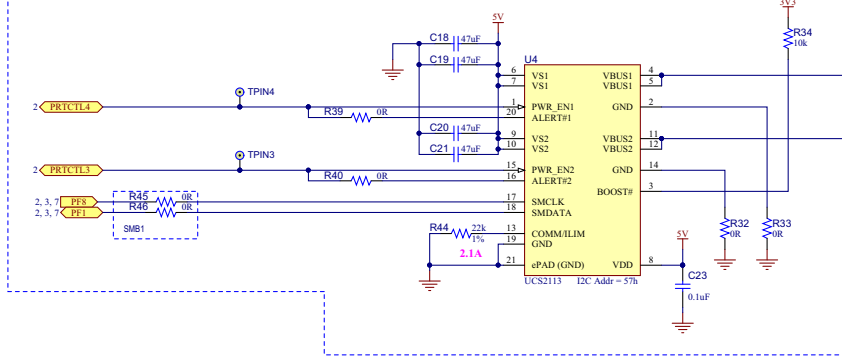 5V
3V3
C18 47uF
C19 47uF
R34
10k
U4
6 VS1 VBUS1 4
7 VS1 VBUS1 5
TPIN4
2 PRTCTL4
1 PWR_EN1 GND 2
R39 0R
20 ALERT#1
C20 47uF
9 VS2 VBUS2 11
10 VS2 VBUS2 12
C21 47uF
TPIN3
2 PRTCTL3
15 PWR_EN2 GND 14
R40 0R
16 ALERT#2
BOOST# 3
2, 3, 7 PF8 R45 0R 17 SMCLK
2, 3, 7 PF1 R46 0R 18 SMDATA
SMB1
R32
0R
R33
0R
R44 22k
1%
13 COMM/ILIM
19 GND
2.1A
5V
21 ePAD (GND) VDD 8
C23
0.1uF
UCS2113 I2C Addr = 57h